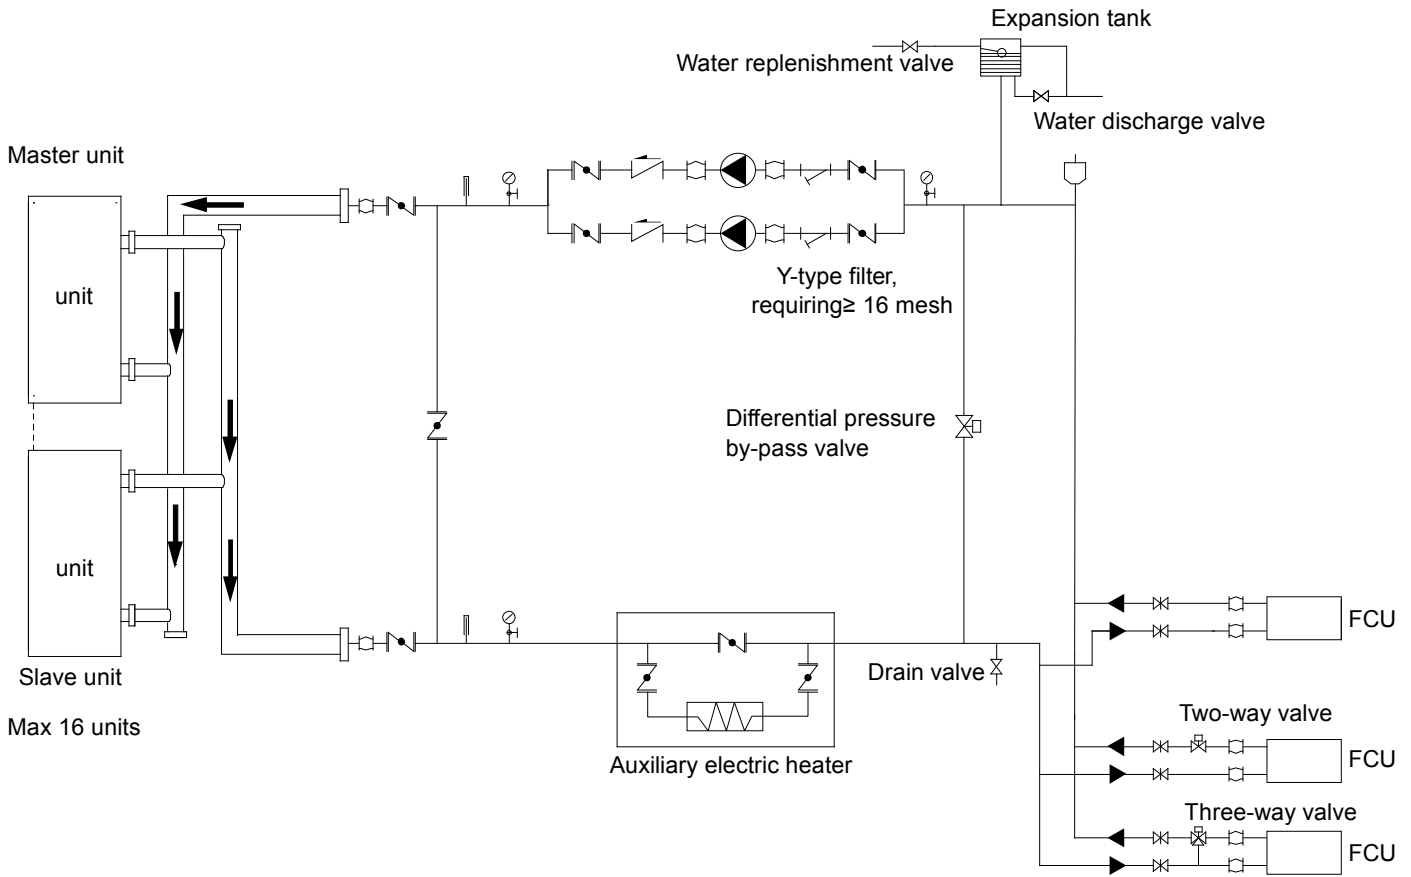 Expansion tank
Water replenishment valve
Water discharge valve
Master unit
unit
Y-type filter,
requiring≥ 16 mesh
Differential pressure
by-pass valve
unit
FCU
Slave unit
Drain valve
Max 16 units
Two-way valve
FCU
Auxiliary electric heater
Three-way valve
FCU